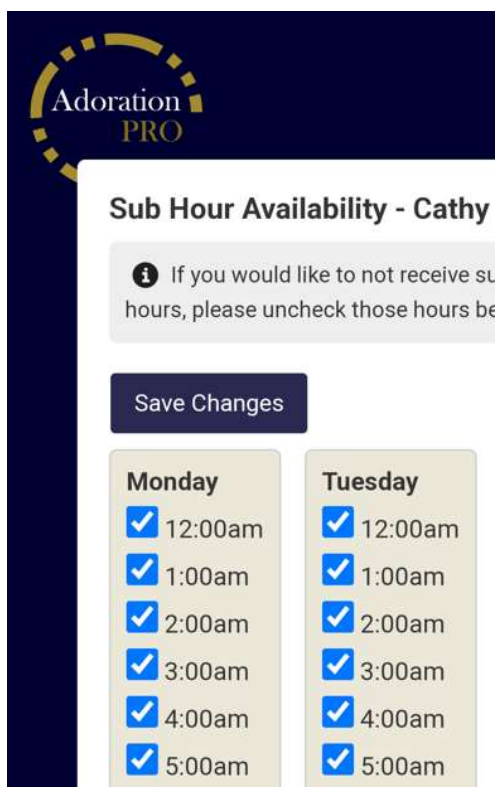 Adoration
PRO
Sub Hour Availability - Cathy
If you would like to not receive
hours, please uncheck those hours
Save Changes
Monday
12:00am
1:00am
2:00am
3:00am
4:00am
5:00am
Tuesday
12:00am
1:00am
2:00am
3:00am
4:00am
5:00am